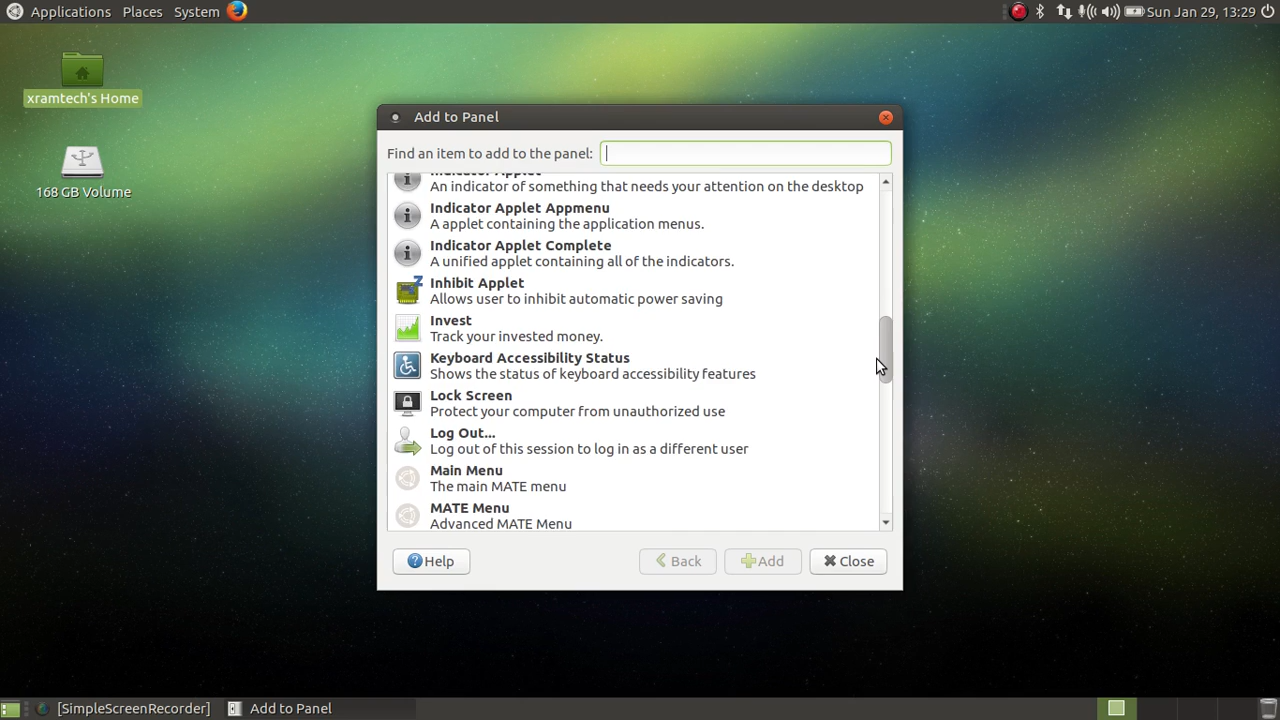 Applications Places System
Sun Jan 29, 13:29
xramtech's Home
168 GB Volume
Add to Panel
Find an item to add to the panel:
Indicator Applet
An indicator of something that needs your attention on the desktop
Indicator Applet Appmenu
A applet containing the application menus.
Indicator Applet Complete
A unified applet containing all of the indicators.
Inhibit Applet
Allows user to inhibit automatic power saving
Invest
Track your invested money.
Keyboard Accessibility Status
Shows the status of keyboard accessibility features
Lock Screen
Protect your computer from unauthorized use
Log Out...
Log out of this session to log in as a different user
Main Menu
The main MATE menu
MATE Menu
Advanced MATE Menu
Help Back Add Close
[SimpleScreenRecorder] Add to Panel